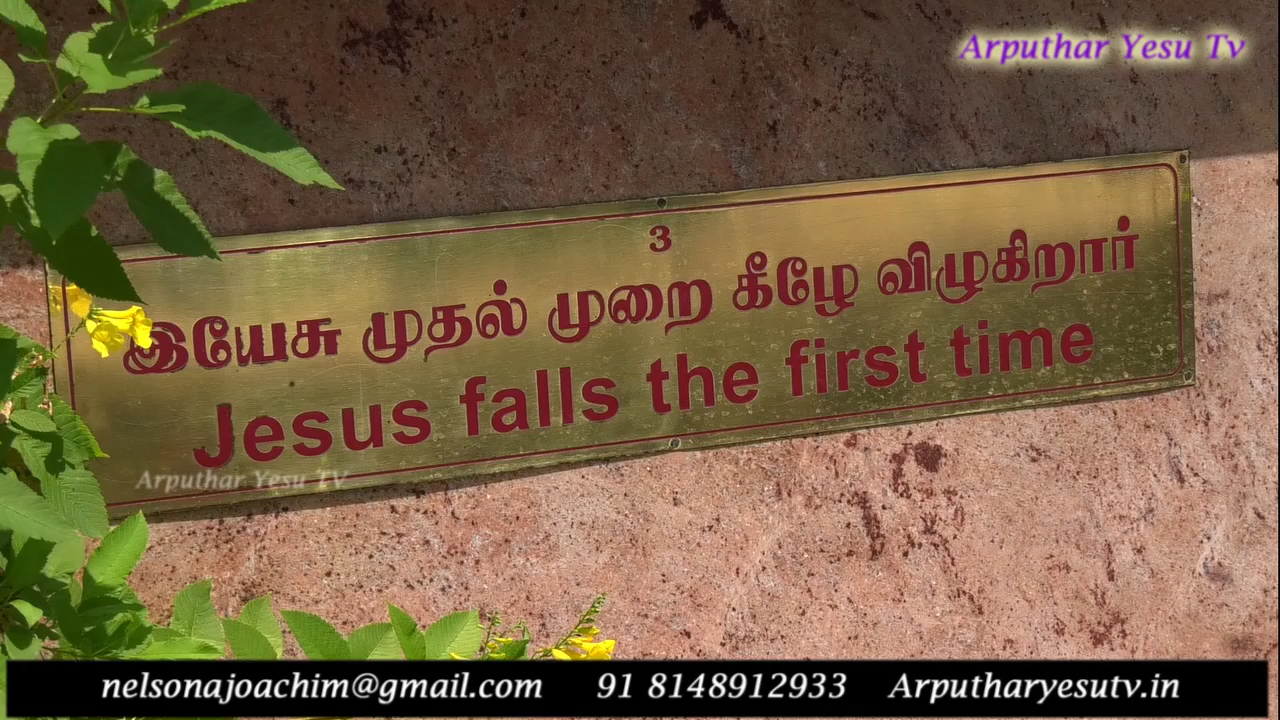 Arputhar Yesu Tv
3
இயேசு முதல் முறை கீழே விழுகிறார்
Jesus falls the first time
Arputhar Yesu Tv
nelsonajoachim@gmail.com 91 8148912933 Arputharyesutv.in